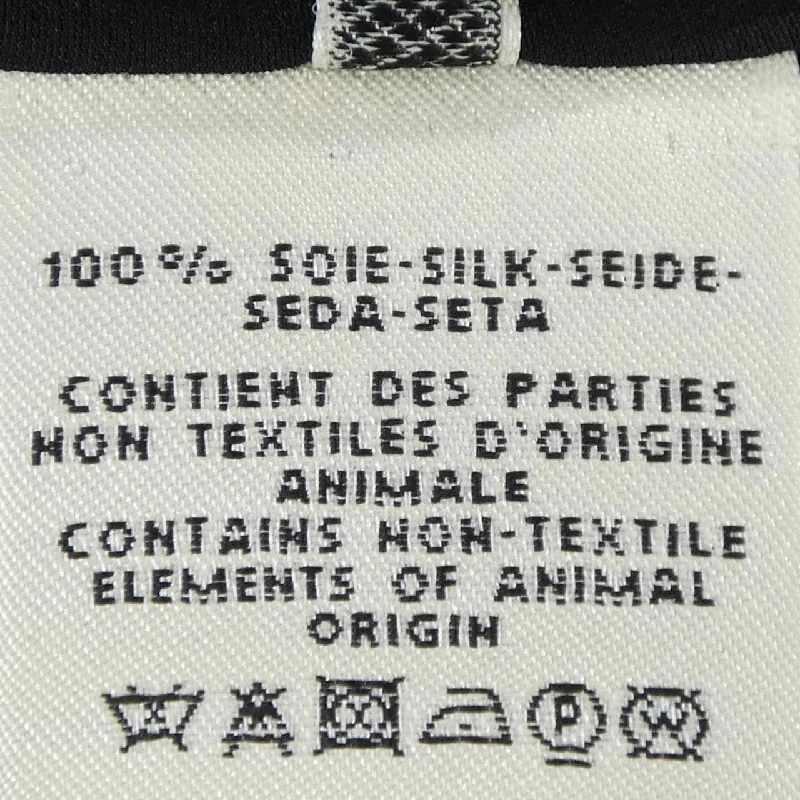 100% SOIE-SILK-SEIDE-
SEDA-SETA
CONTIENT DES PARTIES
NON TEXTILES D'ORIGINE
ANIMALE
CONTAINS NON-TEXTILE
ELEMENTS OF ANIMAL
ORIGIN
P W